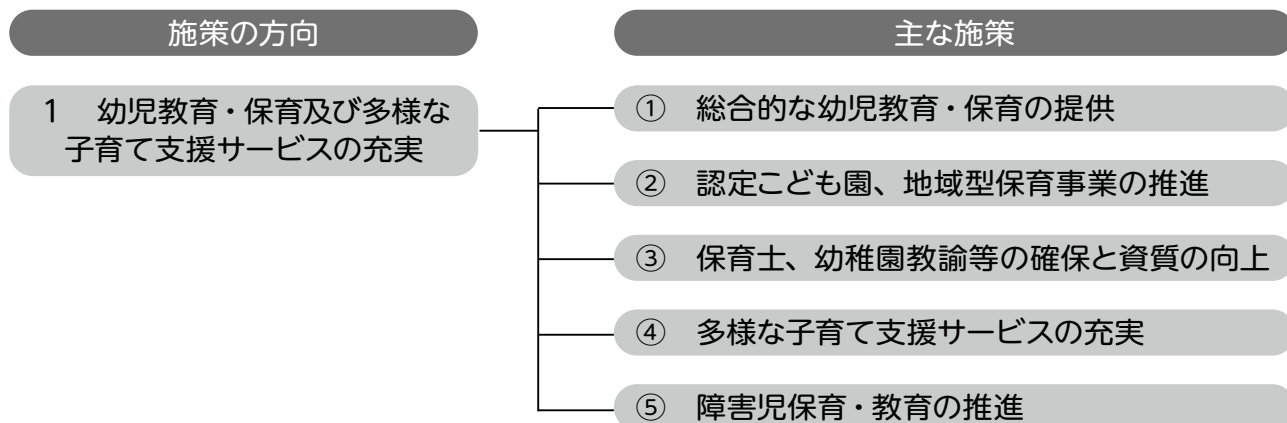 施策の方向
主な施策
1　幼児教育・保育及び多様な
子育て支援サービスの充実
①　総合的な幼児教育・保育の提供
②　認定こども園、地域型保育事業の推進
③　保育士、幼稚園教諭等の確保と資質の向上
④　多様な子育て支援サービスの充実
⑤　障害児保育・教育の推進